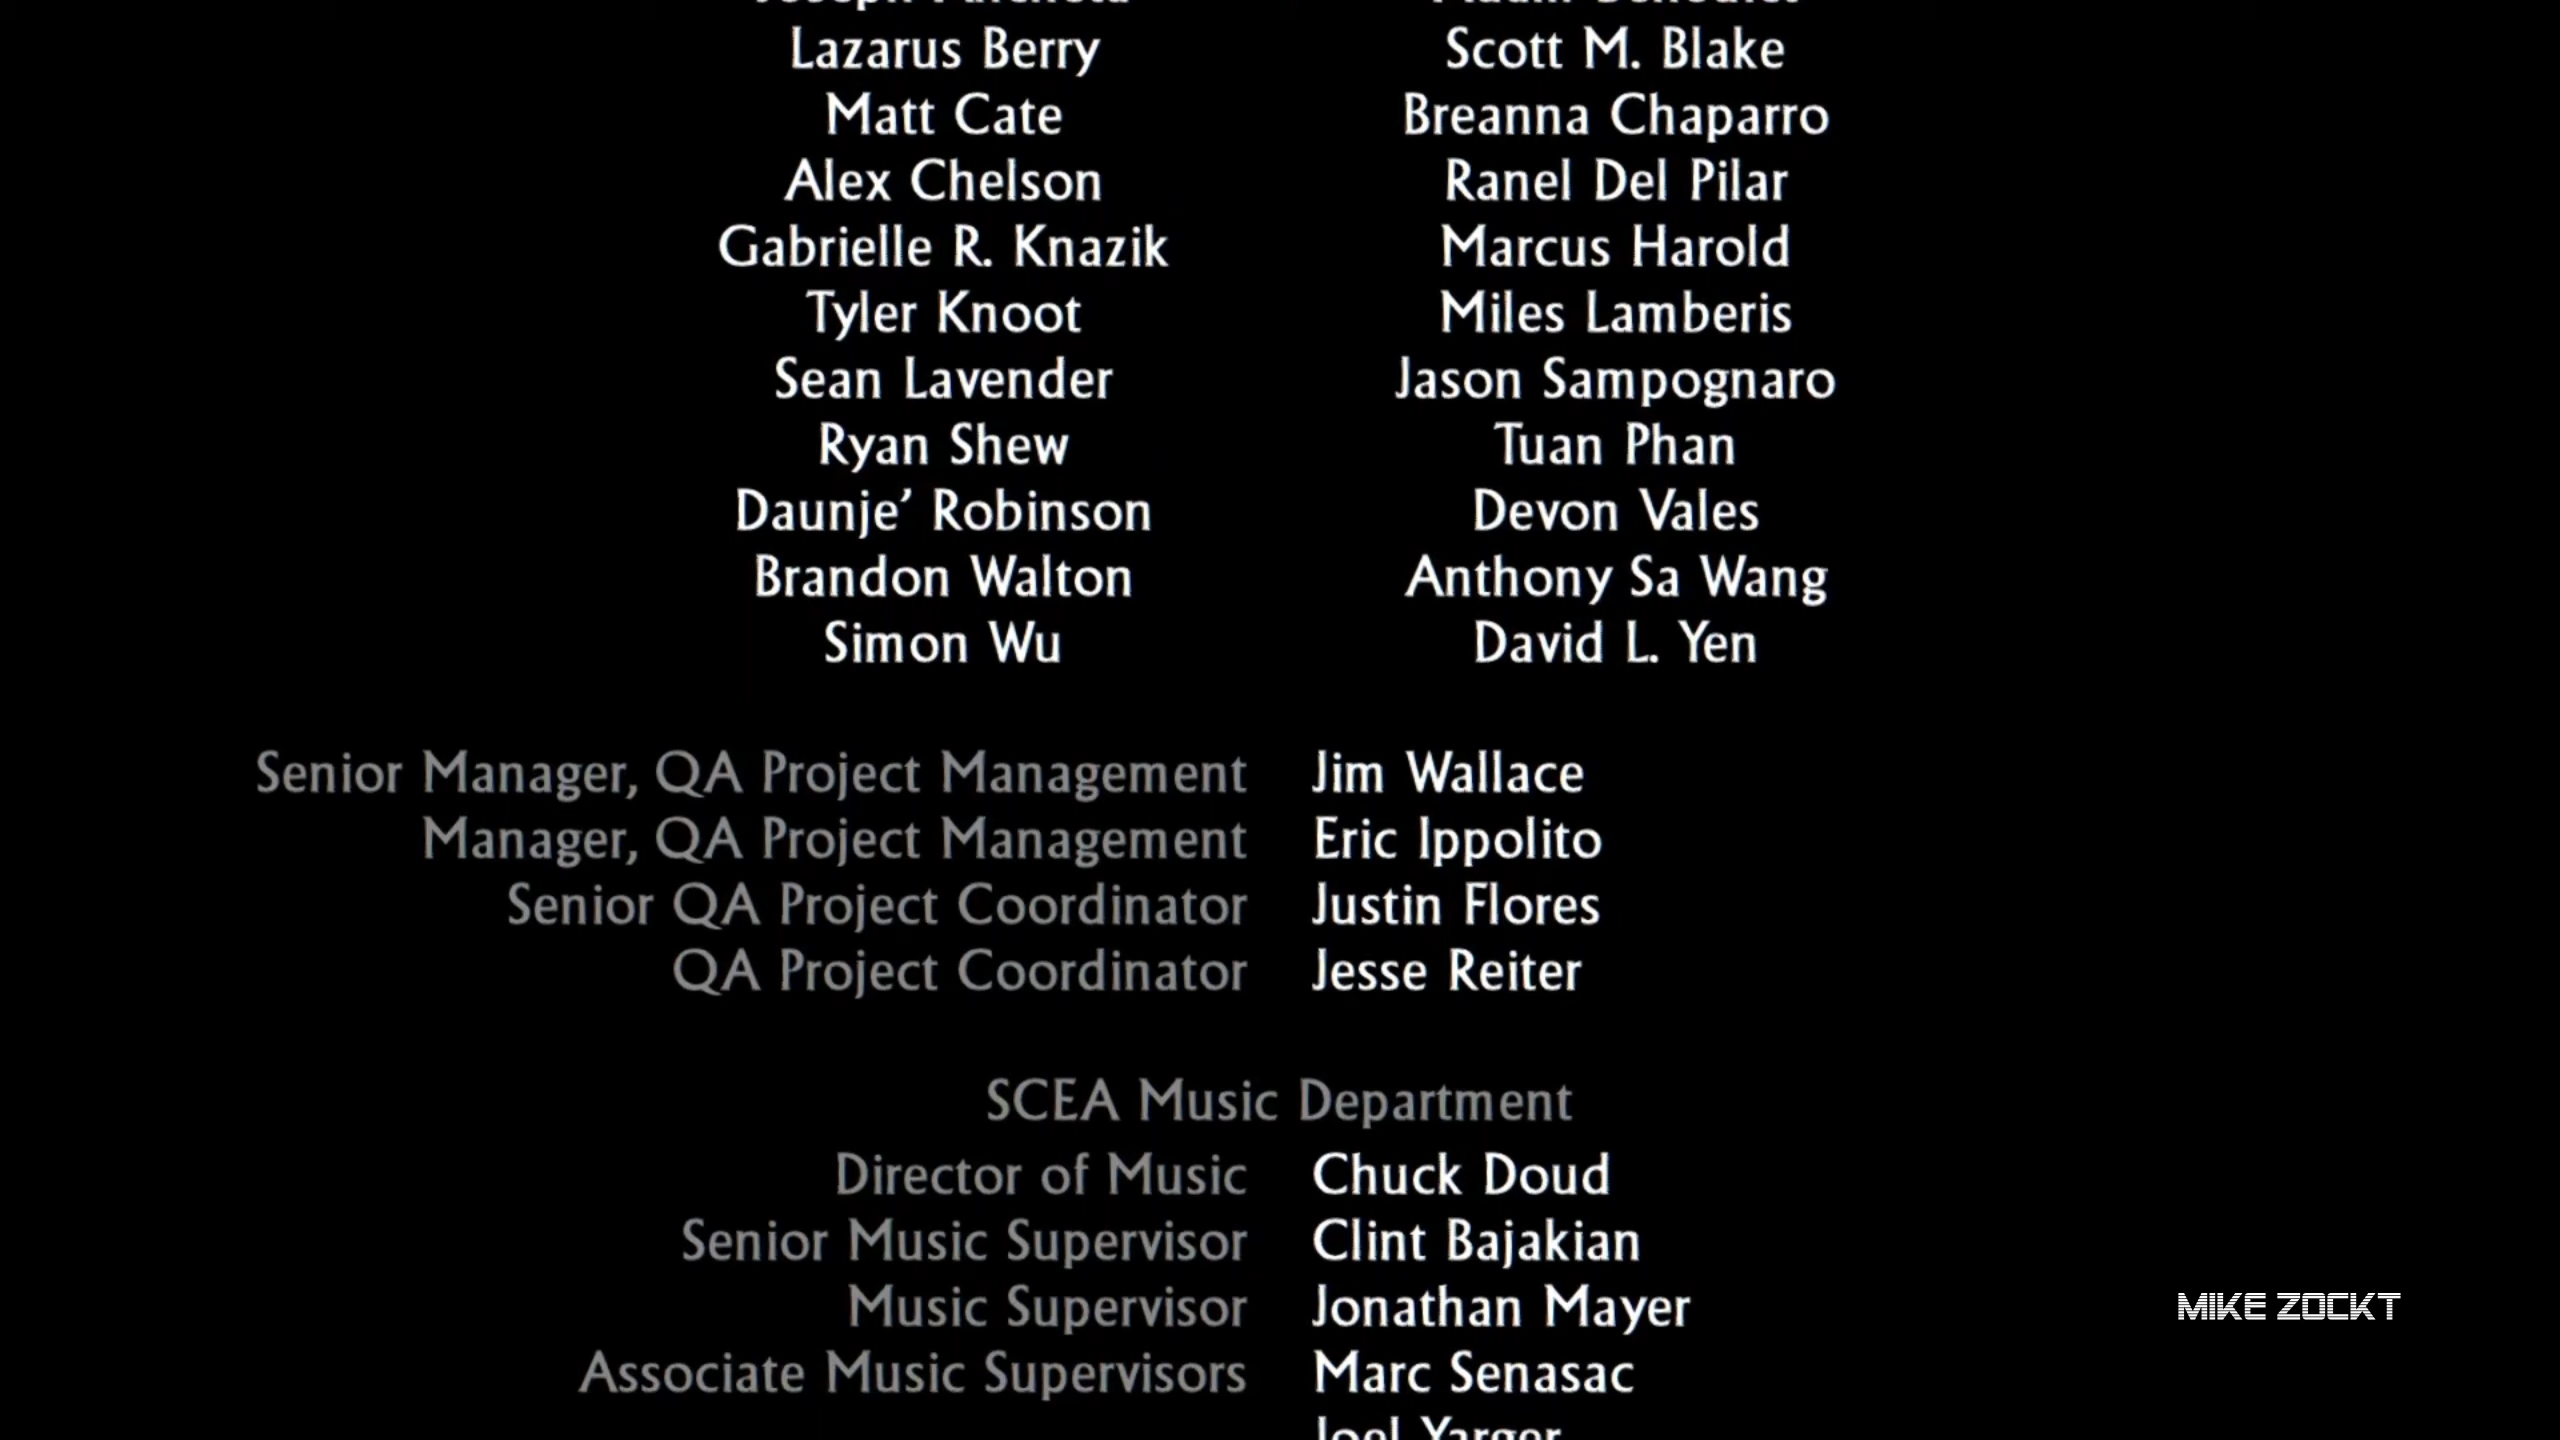 Lazarus Berry Scott M. Blake
Matt Cate Breanna Chaparro
Alex Chelson Ranel Del Pilar
Gabrielle R. Knazik Marcus Harold
Tyler Knoot Miles Lamberis
Sean Lavender Jason Sampognaro
Ryan Shew Tuan Phan
Daunje’ Robinson Devon Vales
Brandon Walton Anthony Sa Wang
Simon Wu David L. Yen
Senior Manager, QA Project Management Jim Wallace
Manager, QA Project Management Eric Ippolito
Senior QA Project Coordinator Justin Flores
QA Project Coordinator Jesse Reiter
SCEA Music Department
Director of Music Chuck Doud
Senior Music Supervisor Clint Bajakian
Music Supervisor Jonathan Mayer
MIKE ZOCKT
Associate Music Supervisors Marc Senasac
Joel Yarger